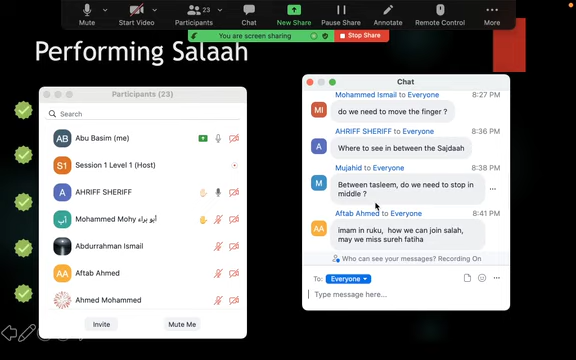 Mute
Start Video
23
Participants
Chat
New Share
Pause Share
Annotate
Remote Control
More
You are screen sharing
Stop Share
Performing Salaah
Participants (23)
Search
AB Abu Basim (me)
S1 Session 1 Level 1 (Host)
A AHRIFF SHERIFF
أب Mohammed Mohy أبو براء
Abdurrahman Ismail
AA Aftab Ahmed
Ahmed Mohammed
Invite
Mute Me
Chat
Mohammed Ismail to Everyone 8:27 PM
MI do we need to move the finger ?
AHRIFF SHERIFF to Everyone 8:36 PM
A Where to see in between the Sajdaah
Mujahid to Everyone 8:38 PM
M Between tasleem, do we need to stop in
middle ?
Aftab Ahmed to Everyone 8:41 PM
AA imam in ruku, how we can join salah,
may we miss sureh fatiha
Who can see your messages? Recording On
To: Everyone
Type message here...